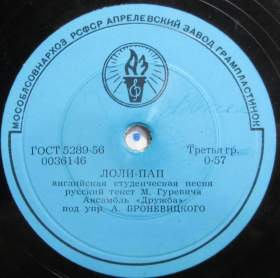 МОСОБЛСОВНАРХОЗ РСФСР АПРЕЛЕВСКИЙ ЗАВОД ГРАМПЛАСТИНОК
АЗ
ГОСТ 5289-56
0036146
Третья гр.
0-57
ЛОЛИ-ПАП
английская студенческая песня
русский текст М. Гуревича
Ансамбль «Дружба»
под упр. А. БРОНЕВИЦКОГО